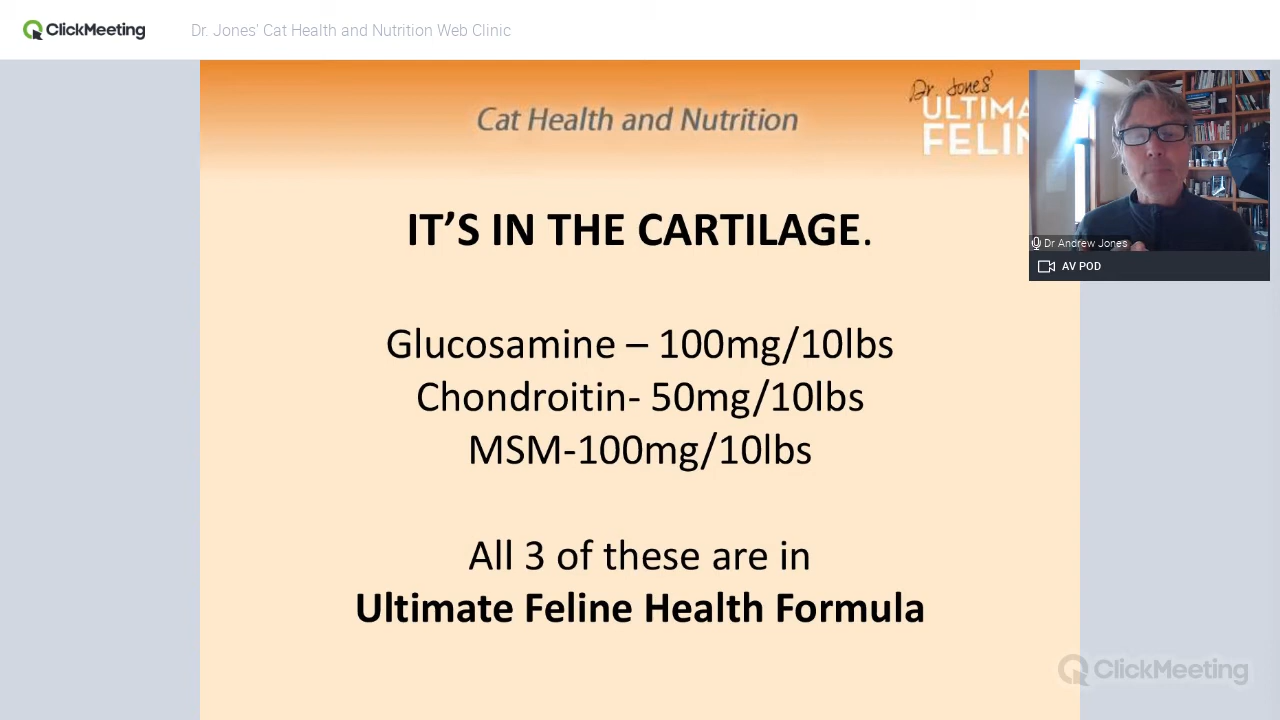 ClickMeeting
Dr. Jones' Cat Health and Nutrition Web Clinic
Cat Health and Nutrition
Dr. Jones'
ULTIMA
FELIN
IT'S IN THE CARTILAGE.
Glucosamine – 100mg/10lbs
Chondroitin- 50mg/10lbs
MSM-100mg/10lbs
All 3 of these are in
Ultimate Feline Health Formula
Dr Andrew Jones
AV POD
ClickMeeting